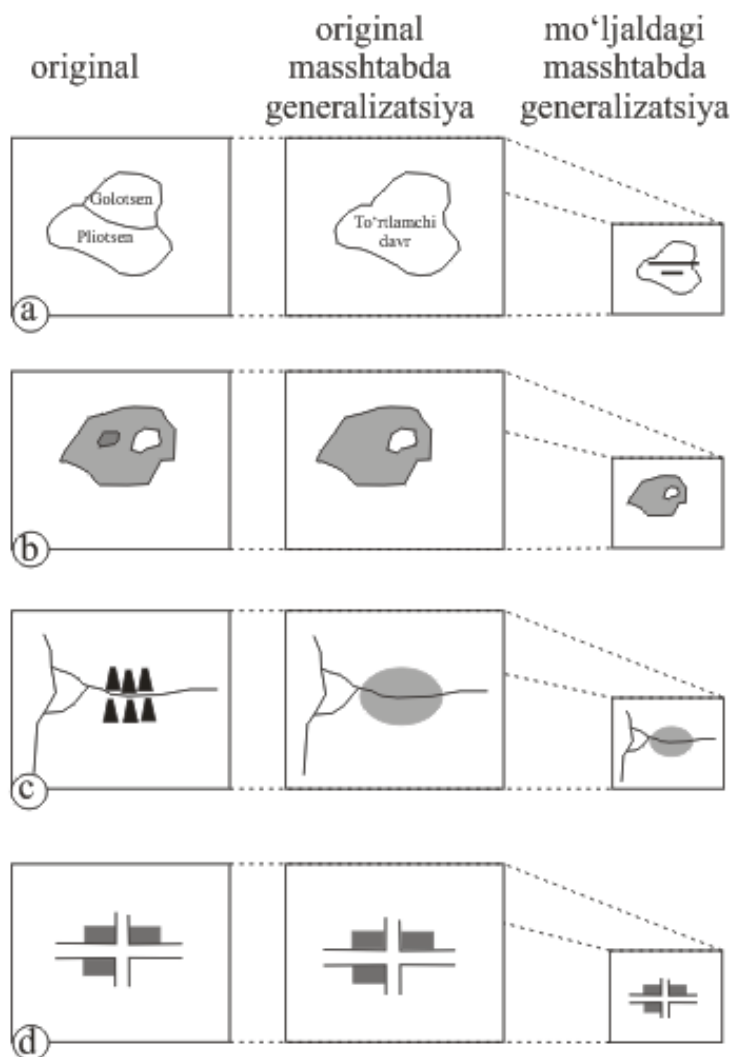 original
original
masshtabda
generalizatsiya
mo‘ljaldagi
masshtabda
generalizatsiya
Golotsen
Pliotsen
To‘rtlamchi
davr
a
b
c
d